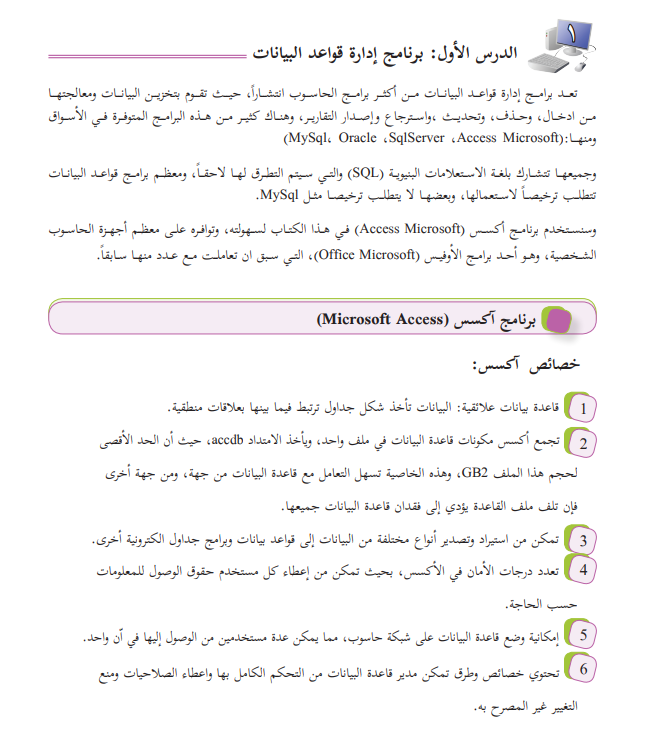 ١
الدرس الأول: برنامج إدارة قواعد البيانات
تعد برامج إدارة قواعد البيانات من أكثر برامج الحاسوب انتشاراً، حيث تقوم بتخزين البيانات ومعالجتها
من ادخال، وحذف، وتحديث ،واسترجاع وإصدار التقارير، وهناك كثير من هذه البرامج المتوفرة في الأسواق
ومنها:(MySql، Oracle ،SqlServer ،Access Microsoft)
وجميعها تتشارك بلغة الاستعلامات البنيوية (SQL) والتي سيتم التطرق لها لاحقاً، ومعظم برامج قواعد البيانات
تتطلب ترخيصاً لاستعمالها، وبعضها لا يتطلب ترخيصا مثل MySql.
وسنستخدم برنامج أكسس (Access Microsoft) في هذا الكتاب لسهولته، وتوافره على معظم أجهزة الحاسوب
الشخصية، وهو أحد برامج الأوفيس (Office Microsoft)، التي سبق ان تعاملت مع عدد منها سابقاً.
برنامج آكسس (Microsoft Access)
خصائص آكسس:
1 قاعدة بيانات علائقية: البيانات تأخذ شكل جداول ترتبط فيما بينها بعلاقات منطقية.
2 تجمع أكسس مكونات قاعدة البيانات في ملف واحد، ويأخذ الامتداد accdb، حيث أن الحد الأقصى
لحجم هذا الملف GB2، وهذه الخاصية تسهل التعامل مع قاعدة البيانات من جهة، ومن جهة أخرى
فإن تلف ملف القاعدة يؤدي إلى فقدان قاعدة البيانات جميعها.
3 تمكن من استيراد وتصدير أنواع مختلفة من البيانات إلى قواعد بيانات وبرامج جداول الكترونية أخرى.
4 تعدد درجات الأمان في الأكسس، بحيث تمكن من إعطاء كل مستخدم حقوق الوصول للمعلومات
حسب الحاجة.
5 إمكانية وضع قاعدة البيانات على شبكة حاسوب، مما يمكن عدة مستخدمين من الوصول إليها في آن واحد.
6 تحتوي خصائص وطرق تمكن مدير قاعدة البيانات من التحكم الكامل بها واعطاء الصلاحيات ومنع
التغيير غير المصرح به.